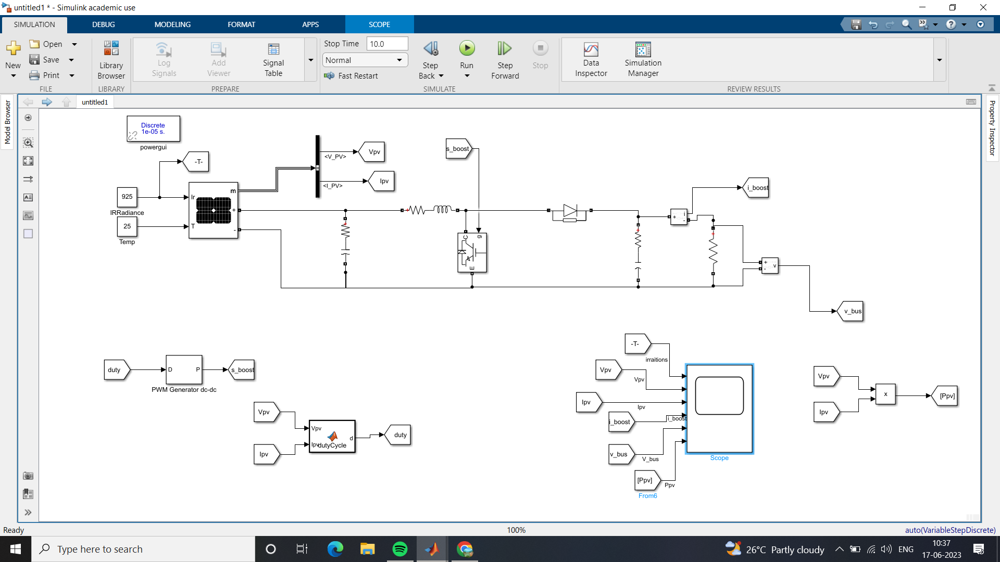 untitled1 * - Simulink academic use
SIMULATION
DEBUG
MODELING
FORMAT
APPS
SCOPE
New
Open
Save
Print
FILE
Library
Browser
LIBRARY
Log
Signals
Add
Viewer
Signal
Table
PREPARE
Stop Time 10.0
Normal
Fast Restart
Step
Back
Run
Step
Forward
Stop
SIMULATE
Data
Inspector
Simulation
Manager
REVIEW RESULTS
Model Browser
untitled1
Property Inspector
Discrete
1e-05 s.
powergui
-T-
925
IRRadiance
25
Temp
Ir
T
m
+
-
<V_PV>
Vpv
<I_PV>
Ipv
s_boost
+
C
g
E
+
+
+
i
-
i_boost
+
+
-
v
v_bus
duty
D
P
PWM Generator dc-dc
s_boost
Vpv
Ipv
Vpv
Ipv
dutyCycle
d
duty
-T-
irraitions
Vpv
Vpv
Ipv
Ipv
i_boost
i_boost
v_bus
V_bus
[Ppv]
Ppv
From6
Scope
Vpv
Ipv
x
[Ppv]
Ready
100%
auto(VariableStepDiscrete)
Type here to search
26°C Partly cloudy
ENG
10:37
17-06-2023